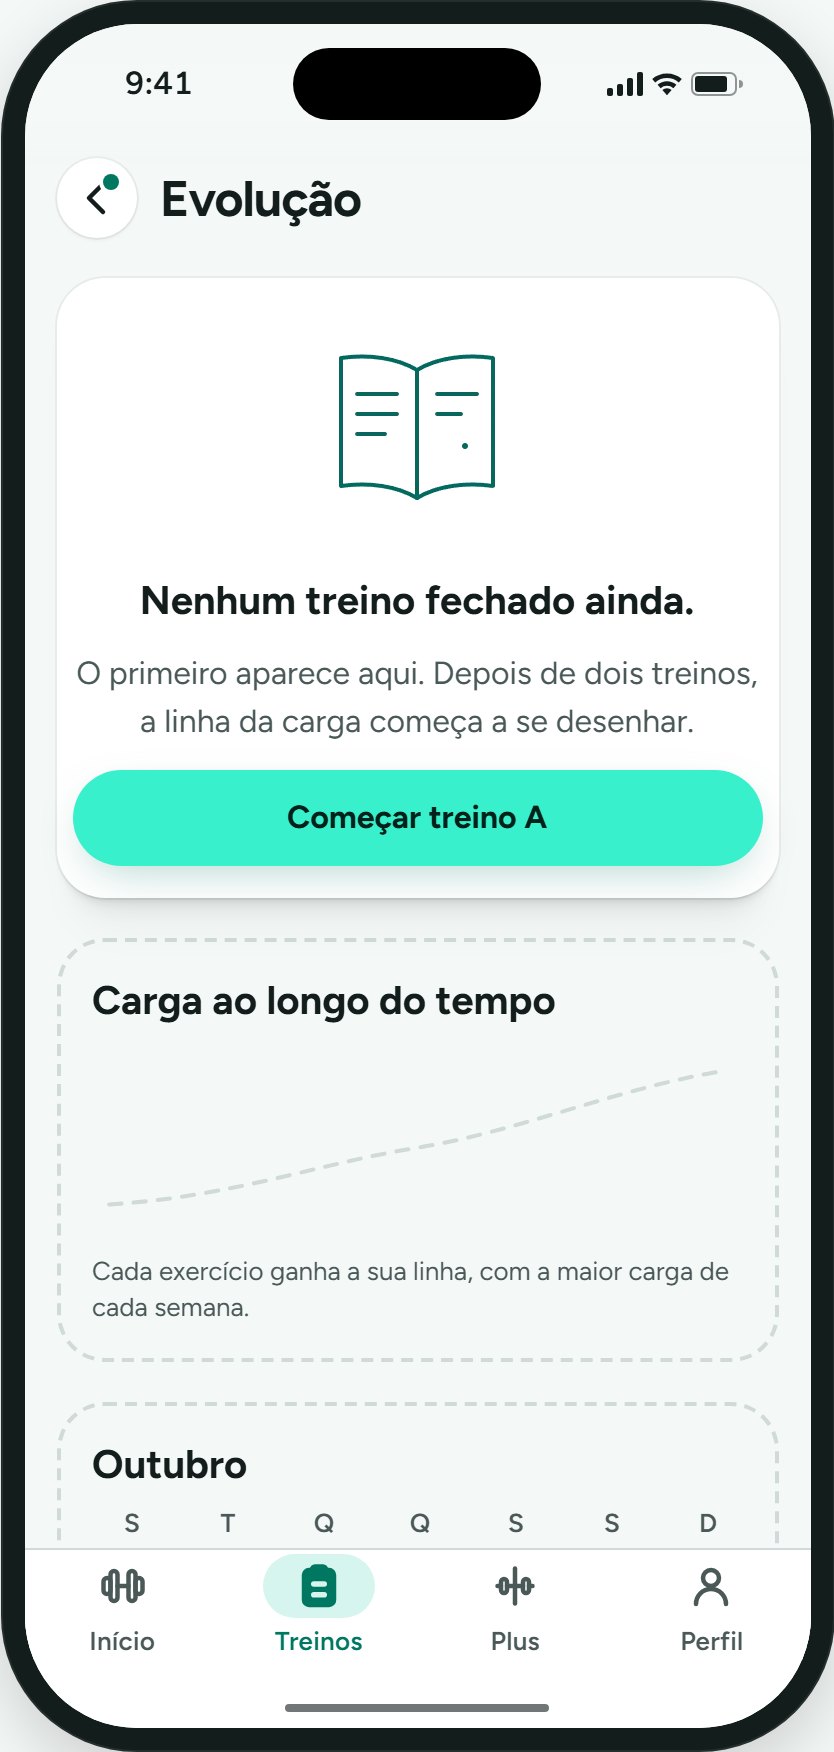 9:41
Evolução
Nenhum treino fechado ainda.
O primeiro aparece aqui. Depois de dois treinos,
a linha da carga começa a se desenhar.
Começar treino A
Carga ao longo do tempo
Cada exercício ganha a sua linha, com a maior carga de
cada semana.
Outubro
S T Q Q S S D
Início Treinos Plus Perfil